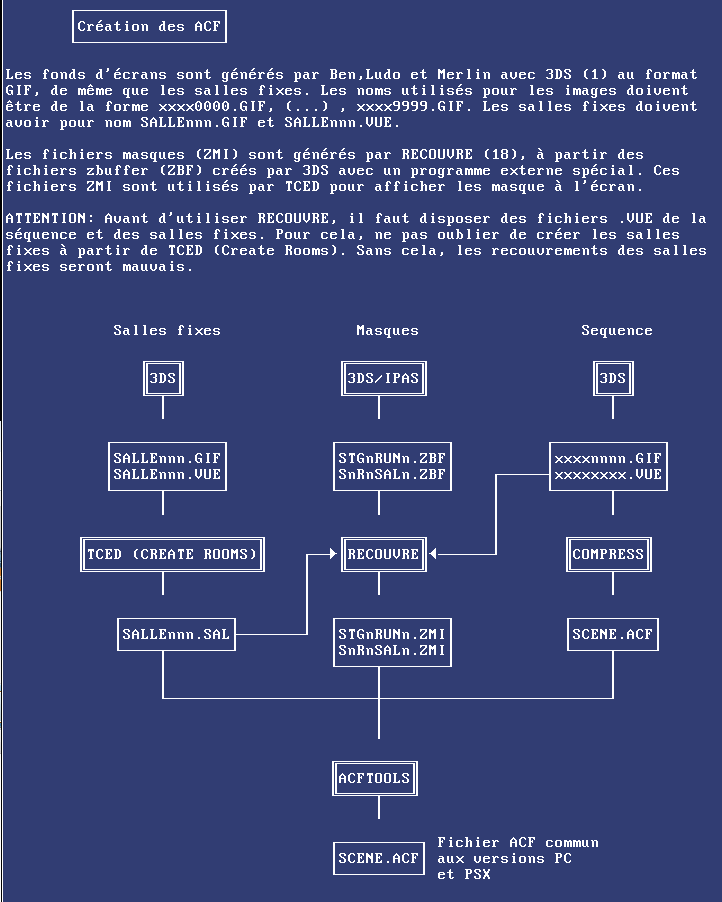 Création des ACF
Les fonds d'écrans sont générés par Ben,Ludo et Merlin avec 3DS (1) au format
GIF, de même que les salles fixes. Les noms utilisés pour les images doivent
être de la forme xxxx0000.GIF, (...) , xxxx9999.GIF. Les salles fixes doivent
avoir pour nom SALLEnnn.GIF et SALLEnnn.VUE.
Les fichiers masques (ZMI) sont générés par RECOUVRE (18), à partir des
fichiers zbuffer (ZBF) créés par 3DS avec un programme externe spécial. Ces
fichiers ZMI sont utilisés par TCED pour afficher les masque à l'écran.
ATTENTION: Avant d'utiliser RECOUVRE, il faut disposer des fichiers .VUE de la
séquence et des salles fixes. Pour cela, ne pas oublier de créer les salles
fixes à partir de TCED (Create Rooms). Sans cela, les recouvrements des salles
fixes seront mauvais.
Salles fixes Masques Sequence
3DS 3DS/IPAS 3DS
SALLEnnn.GIF STGnRUNn.ZBF xxxxnnnn.GIF
SALLEnnn.VUE SnRnSALn.ZBF xxxxxxxx.VUE
TCED (CREATE ROOMS) RECOUVRE COMPRESS
SALLEnnn.SAL STGnRUNn.ZMI SCENE.ACF
SnRnSALn.ZMI
ACFTOOLS
SCENE.ACF Fichier ACF commun
aux versions PC
et PSX